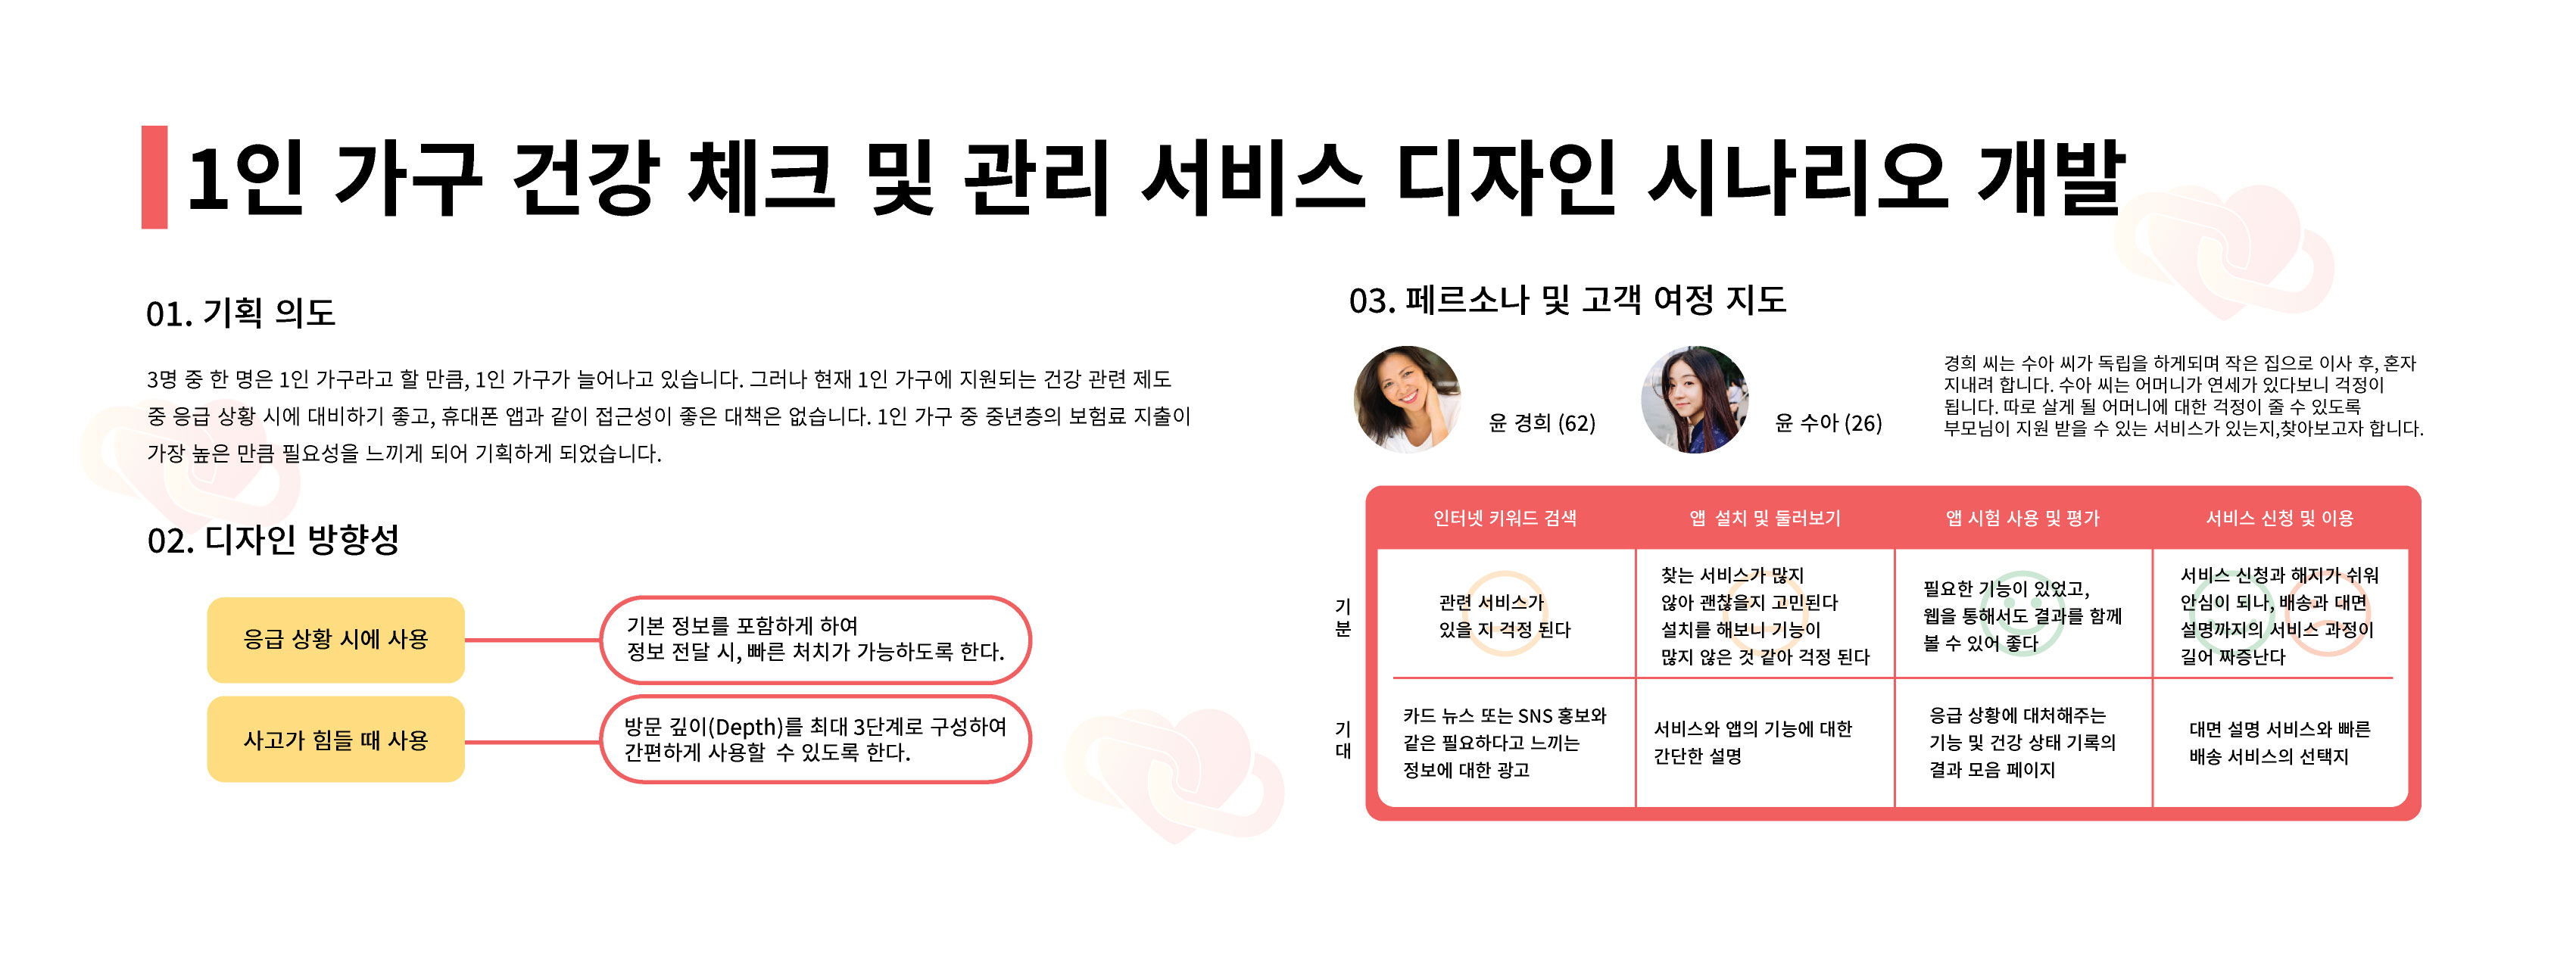 1인 가구 건강 체크 및 관리 서비스 디자인 시나리오 개발
01. 기획 의도
3명 중 한 명은 1인 가구라고 할 만큼, 1인 가구가 늘어나고 있습니다. 그러나 현재 1인 가구에 지원되는 건강 관련 제도
중 응급 상황 시에 대비하기 좋고, 휴대폰 앱과 같이 접근성이 좋은 대책은 없습니다. 1인 가구 중 중년층의 보험료 지출이
가장 높은 만큼 필요성을 느끼게 되어 기획하게 되었습니다.
02. 디자인 방향성
응급 상황 시에 사용
기본 정보를 포함하게 하여
정보 전달 시, 빠른 처치가 가능하도록 한다.
사고가 힘들 때 사용
방문 깊이(Depth)를 최대 3단계로 구성하여
간편하게 사용할 수 있도록 한다.
03. 페르소나 및 고객 여정 지도
윤 경희 (62)
윤 수아 (26)
경희 씨는 수아 씨가 독립을 하게되며 작은 집으로 이사 후, 혼자
지내려 합니다. 수아 씨는 어머니가 연세가 있다보니 걱정이
됩니다. 따로 살게 될 어머니에 대한 걱정이 줄 수 있도록
부모님이 지원 받을 수 있는 서비스가 있는지,찾아보고자 합니다.
인터넷 키워드 검색
앱 설치 및 둘러보기
앱 시험 사용 및 평가
서비스 신청 및 이용
기분
관련 서비스가
있을 지 걱정 된다
찾는 서비스가 많지
않아 괜찮을지 고민된다
설치를 해보니 기능이
많지 않은 것 같아 걱정 된다
필요한 기능이 있었고,
웹을 통해서도 결과를 함께
볼 수 있어 좋다
서비스 신청과 해지가 쉬워
안심이 되나, 배송과 대면
설명까지의 서비스 과정이
길어 짜증난다
기대
카드 뉴스 또는 SNS 홍보와
같은 필요하다고 느끼는
정보에 대한 광고
서비스와 앱의 기능에 대한
간단한 설명
응급 상황에 대처해주는
기능 및 건강 상태 기록의
결과 모음 페이지
대면 설명 서비스와 빠른
배송 서비스의 선택지